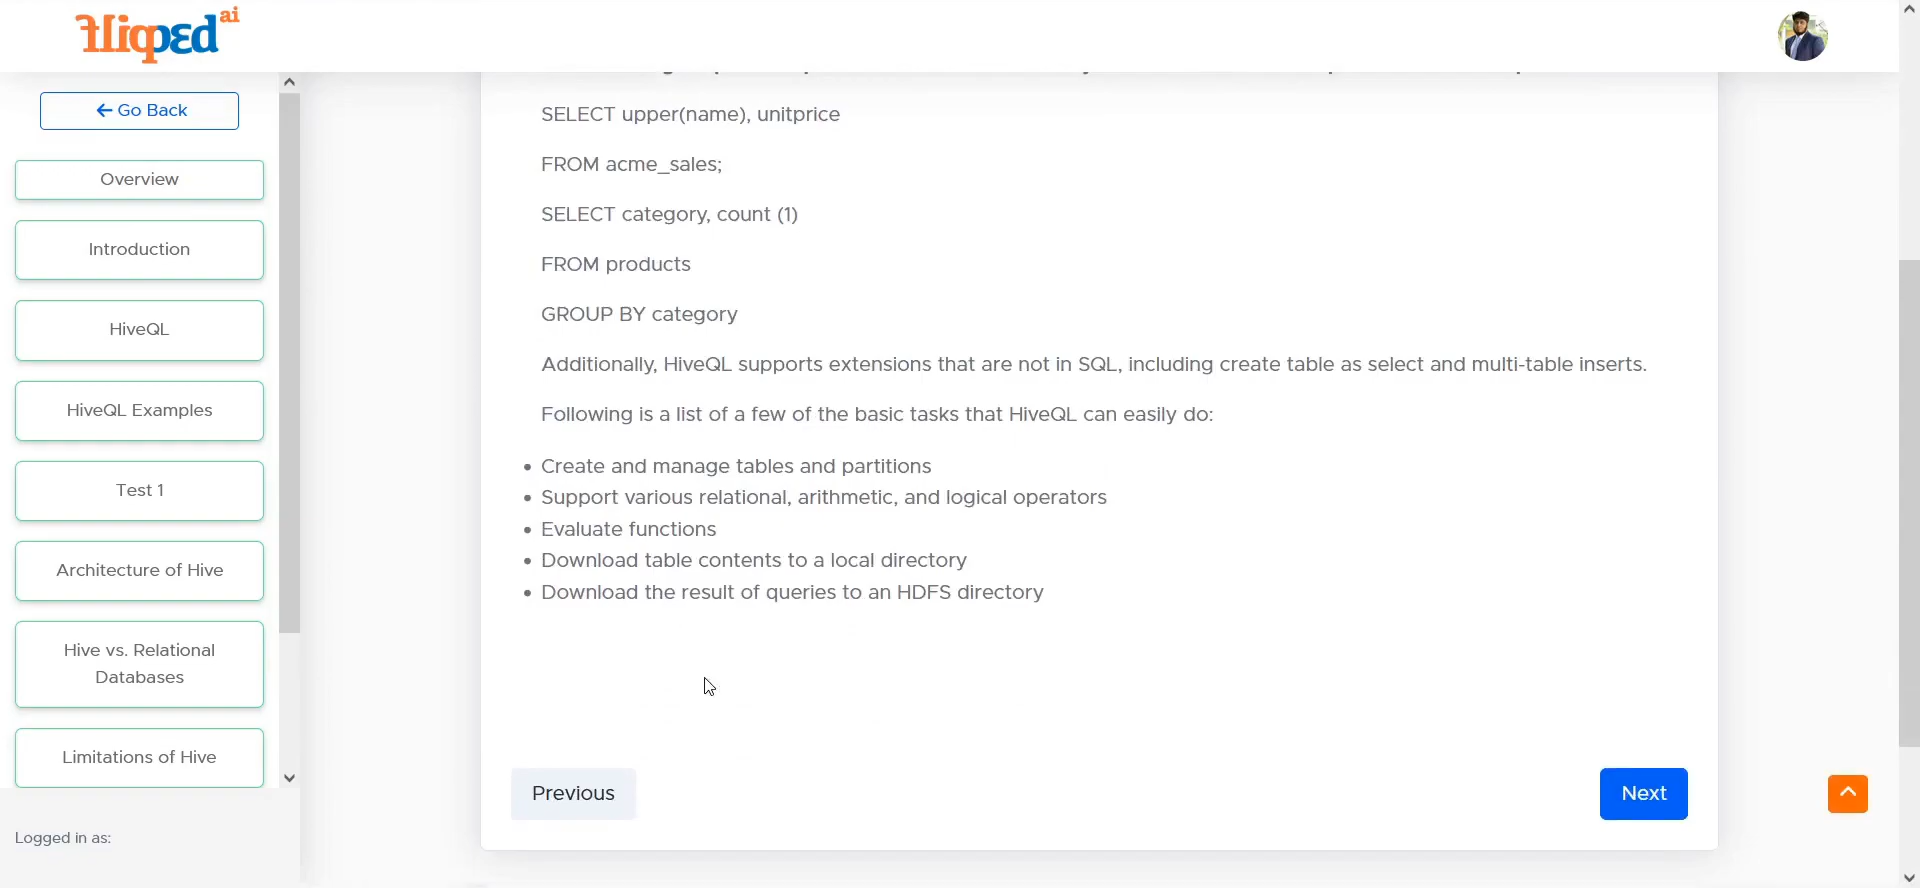 Hiqped ai
Go Back
Overview
Introduction
HiveQL
HiveQL Examples
Test 1
Architecture of Hive
Hive vs. Relational
Databases
Limitations of Hive
Logged in as:
SELECT upper(name), unitprice
FROM acme_sales;
SELECT category, count (1)
FROM products
GROUP BY category
Additionally, HiveQL supports extensions that are not in SQL, including create table as select and multi-table inserts.
Following is a list of a few of the basic tasks that HiveQL can easily do:
• Create and manage tables and partitions
• Support various relational, arithmetic, and logical operators
• Evaluate functions
• Download table contents to a local directory
• Download the result of queries to an HDFS directory
Previous
Next